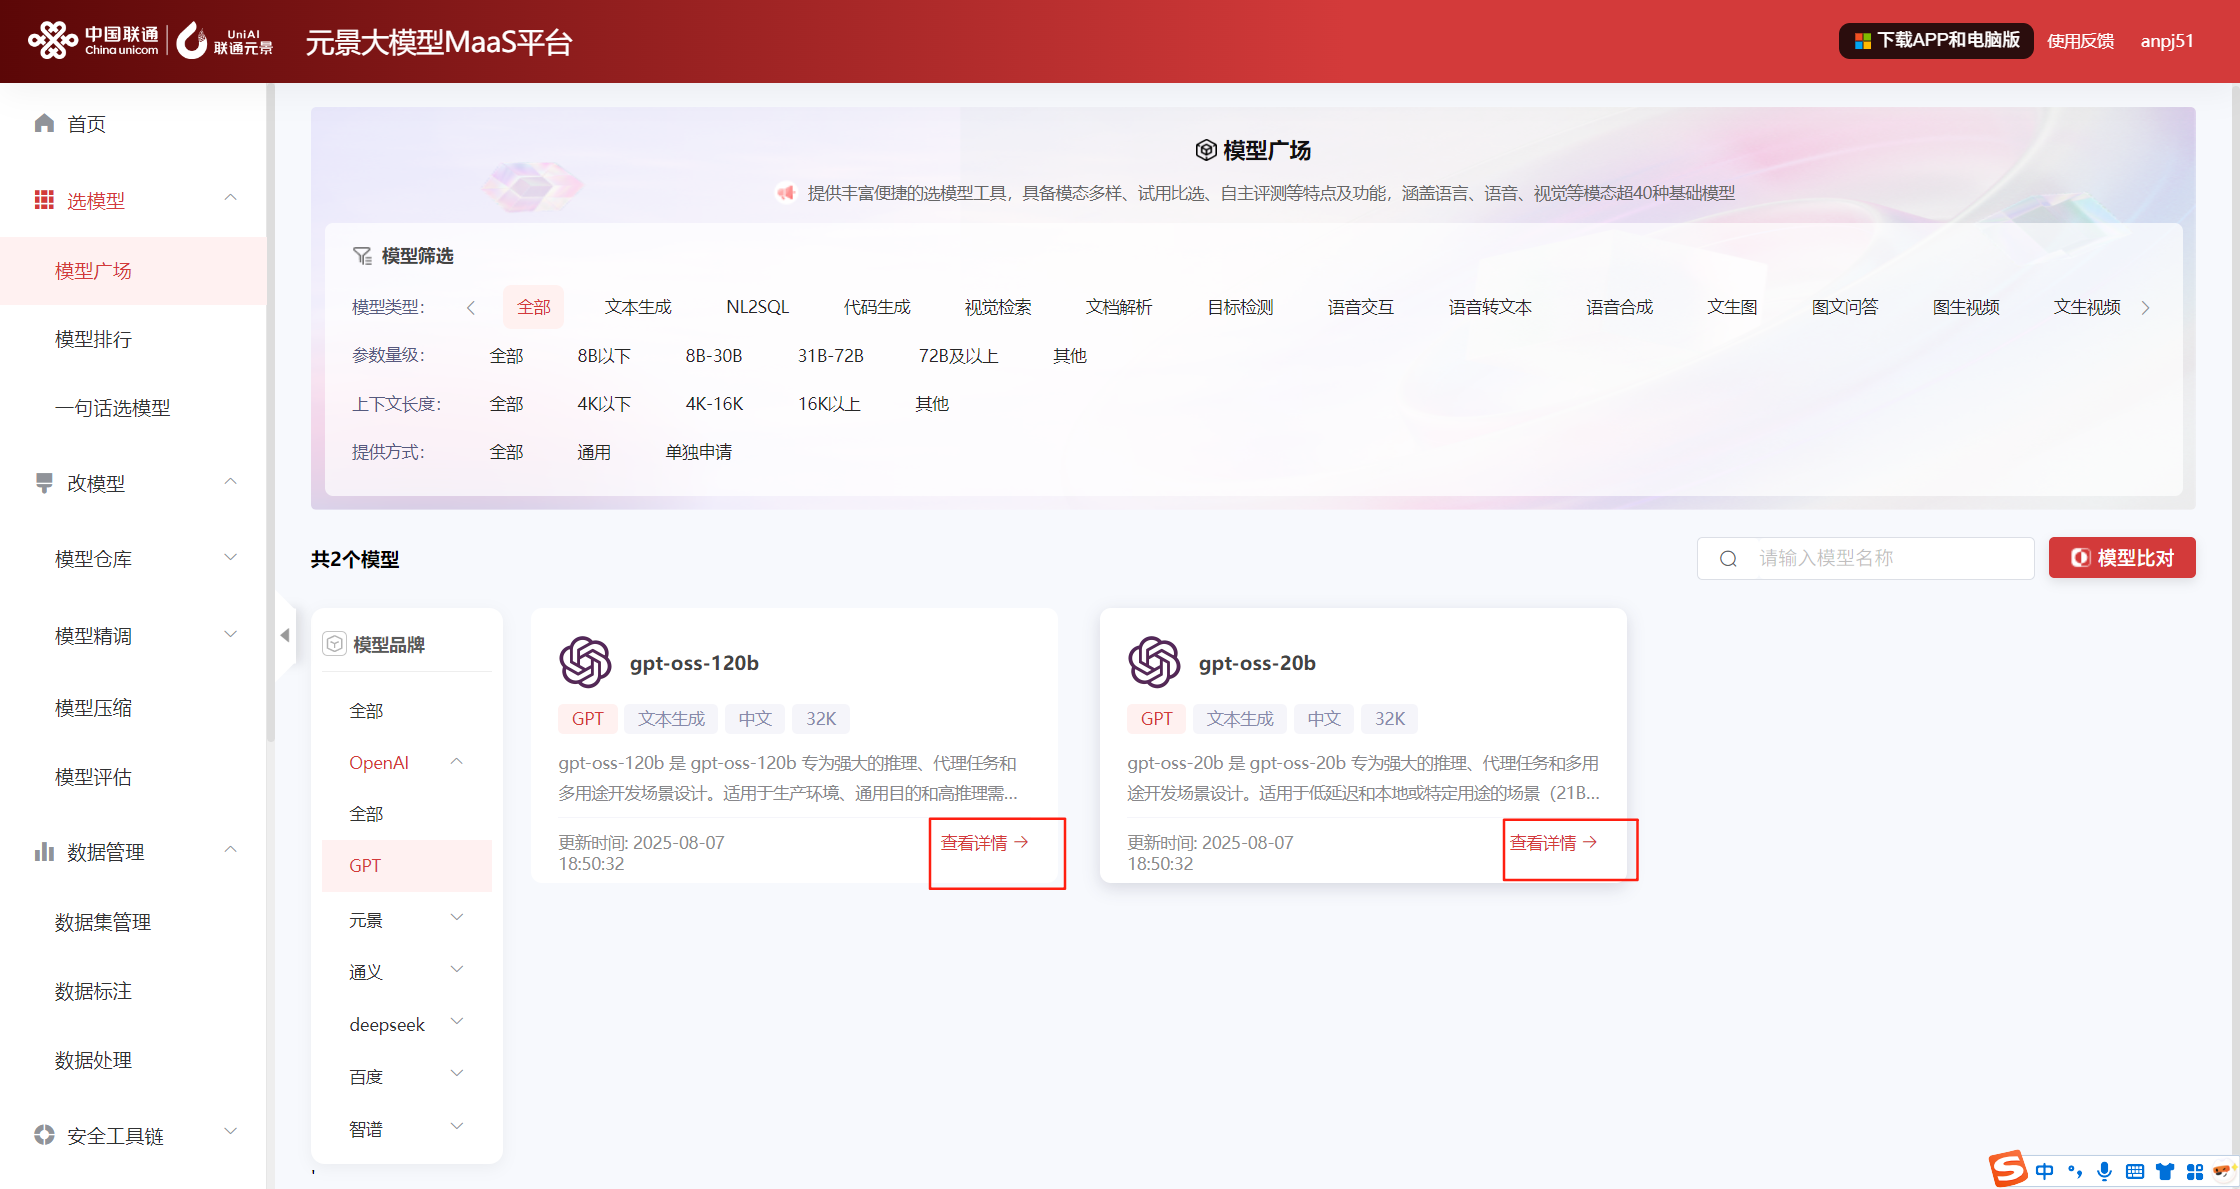 中国联通
China unicom
UniAI
联通元景
元景大模型MaaS平台
下载APP和电脑版
使用反馈
anpj51
首页
选模型
模型广场
模型排行
一句话选模型
改模型
模型仓库
模型精调
模型压缩
模型评估
数据管理
数据集管理
数据标注
数据处理
安全工具链
模型广场
提供丰富便捷的选模型工具，具备模态多样、试用比选、自主评测等特点及功能，涵盖语言、语音、视觉等模态超40种基础模型
模型筛选
模型类型： 全部 文本生成 NL2SQL 代码生成 视觉检索 文档解析 目标检测 语音交互 语音转文本 语音合成 文生图 图文问答 图生视频 文生视频
参数量级： 全部 8B以下 8B-30B 31B-72B 72B及以上 其他
上下文长度： 全部 4K以下 4K-16K 16K以上 其他
提供方式： 全部 通用 单独申请
共2个模型
请输入模型名称
模型比对
模型品牌
全部
OpenAI
全部
GPT
元景
通义
deepseek
百度
智谱
gpt-oss-120b
GPT 文本生成 中文 32K
gpt-oss-120b 是 gpt-oss-120b 专为强大的推理、代理任务和
多用途开发场景设计。适用于生产环境、通用目的和高推理需...
更新时间: 2025-08-07
18:50:32
查看详情
gpt-oss-20b
GPT 文本生成 中文 32K
gpt-oss-20b 是 gpt-oss-20b 专为强大的推理、代理任务和多用
途开发场景设计。适用于低延迟和本地或特定用途的场景（21B...
更新时间: 2025-08-07
18:50:32
查看详情
'
S 中